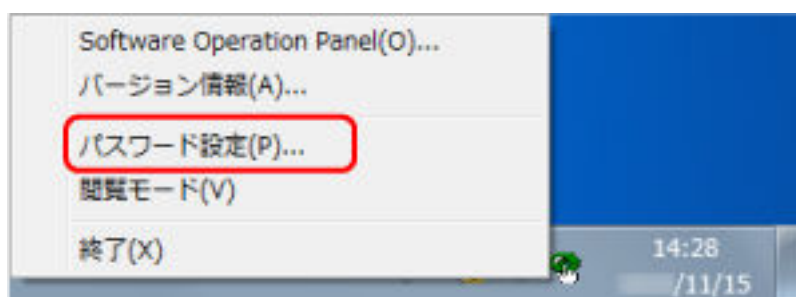 Software Operation Panel(O)...
バージョン情報(A)...
パスワード設定(P)...
閲覧モード(V)
終了(X)
14:28
/11/15